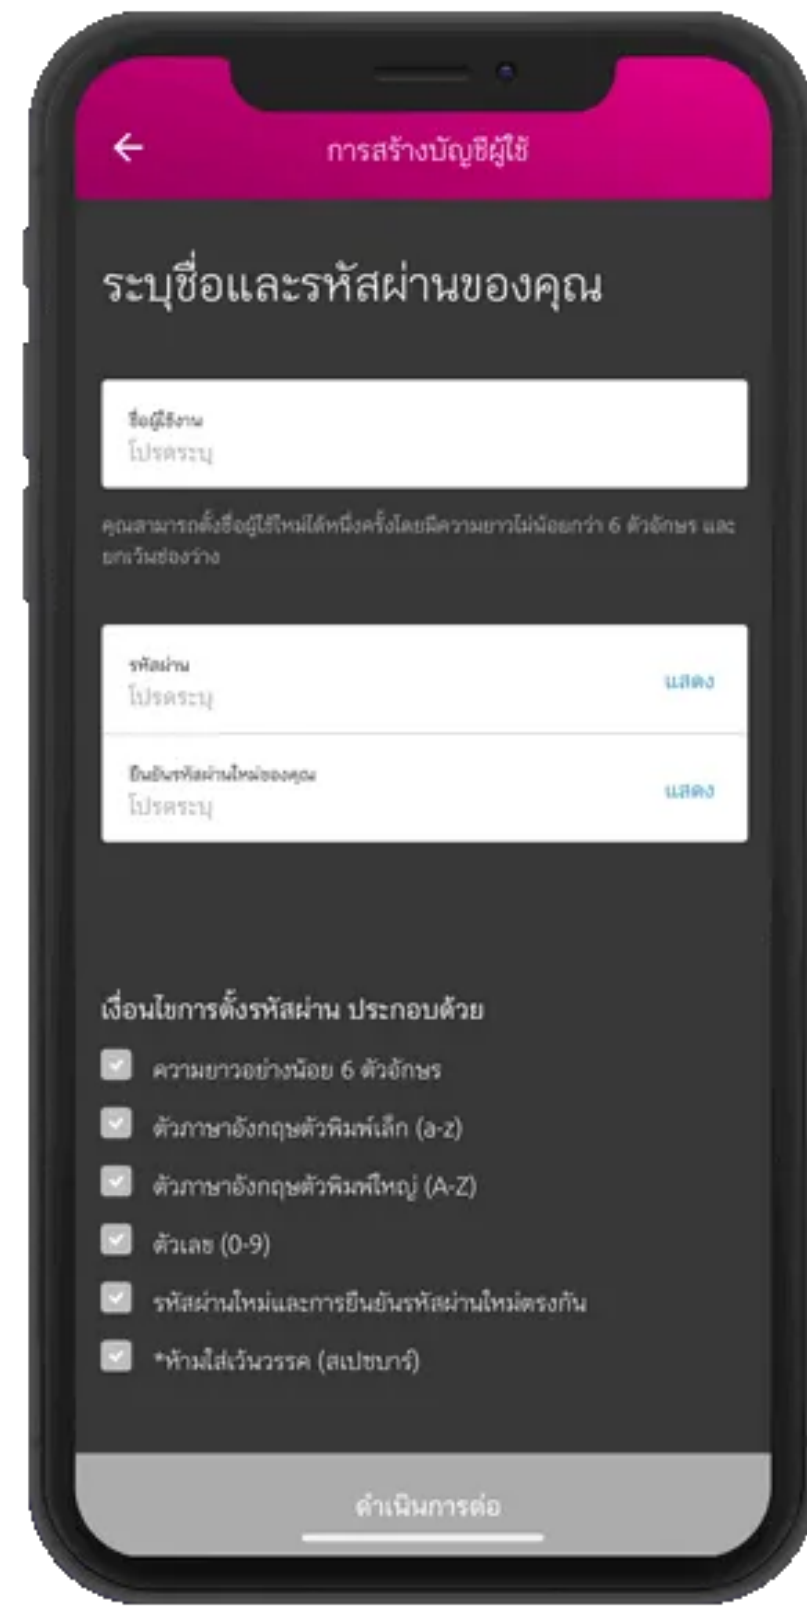 การสร้างบัญชีผู้ใช้
ระบุชื่อและรหัสผ่านของคุณ
ชื่อผู้ใช้งาน
โปรดระบุ
คุณสามารถตั้งชื่อผู้ใช้ใหม่ได้หนึ่งครั้งโดยมีความยาวไม่น้อยกว่า 6 ตัวอักษร และ
ยกเว้นช่องว่าง
รหัสผ่าน
โปรดระบุ
แสดง
ยืนยันรหัสผ่านใหม่ของคุณ
โปรดระบุ
แสดง
เงื่อนไขการตั้งรหัสผ่าน ประกอบด้วย
ความยาวอย่างน้อย 6 ตัวอักษร
ตัวภาษาอังกฤษตัวพิมพ์เล็ก (a-z)
ตัวภาษาอังกฤษตัวพิมพ์ใหญ่ (A-Z)
ตัวเลข (0-9)
รหัสผ่านใหม่และการยืนยันรหัสผ่านใหม่ตรงกัน
*ห้ามใส่เว้นวรรค (สเปซบาร์)
ดำเนินการต่อ